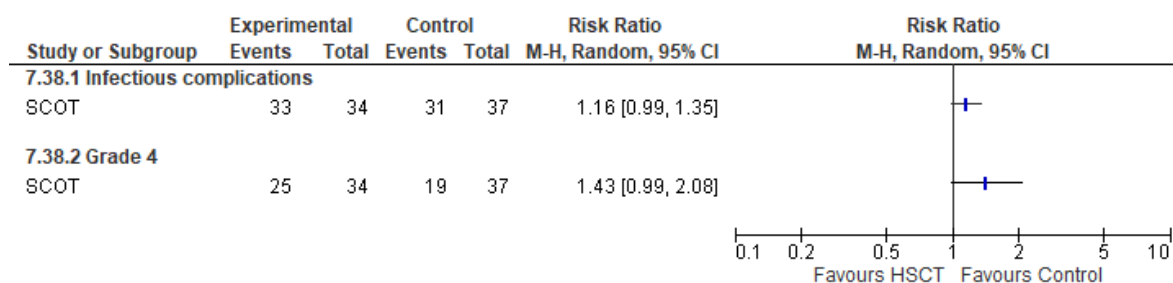 Experimental Control Risk Ratio Risk Ratio
Study or Subgroup Events Total Events Total M-H, Random, 95% CI M-H, Random, 95% CI
7.38.1 Infectious complications
SCOT 33 34 31 37 1.16 [0.99, 1.35]
7.38.2 Grade 4
SCOT 25 34 19 37 1.43 [0.99, 2.08]
0.1 0.2 0.5 1 2 5 10
Favours HSCT Favours Control